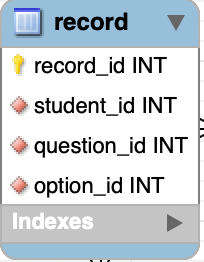 record
record_id INT
student_id INT
question_id INT
option_id INT
Indexes